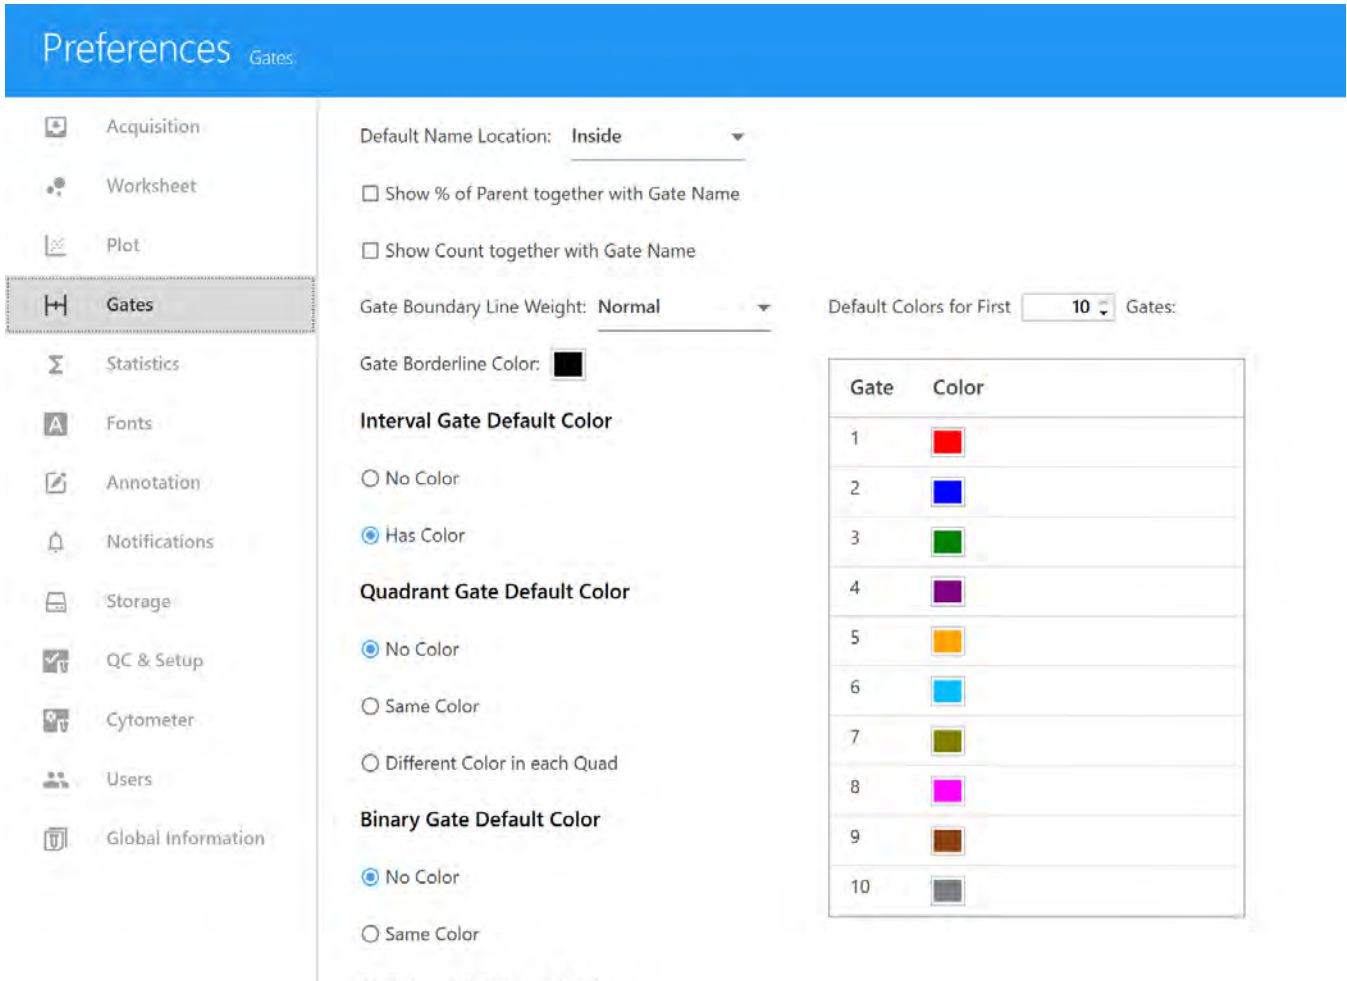 Preferences Gates
Acquisition
Worksheet
Plot
Gates
Statistics
Fonts
Annotation
Notifications
Storage
QC & Setup
Cytometer
Users
Global Information
Default Name Location: Inside
Show % of Parent together with Gate Name
Show Count together with Gate Name
Gate Boundary Line Weight: Normal
Gate Borderline Color:
Interval Gate Default Color
No Color
Has Color
Quadrant Gate Default Color
No Color
Same Color
Different Color in each Quad
Binary Gate Default Color
No Color
Same Color
Default Colors for First 10 Gates:
Gate Color
1
2
3
4
5
6
7
8
9
10